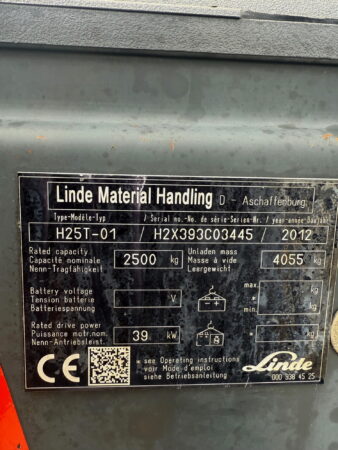 Linde Material Handling D - Aschaffenburg
Type-Modèle-Typ / Serial no.-No. de série-Serien-Nr. / year-année-Baujahr
H25T-01 / H2X393C03445 / 2012
Rated capacity
Capacité nominale
Nenn-Tragfähigkeit
2500 kg
Unladen mass
Masse à vide
Leergewicht
4055 kg
Battery voltage
Tension batterie
Batteriespannung
V
max.
* kg
min.
* kg
Rated drive power
Puissance motr.nom.
Nenn-Antriebsleist.
39 kW
* kg
CE
* see Operating instructions
voir Mode d'emploi
siehe Betriebsanleitung
Linde
000 338 45 25